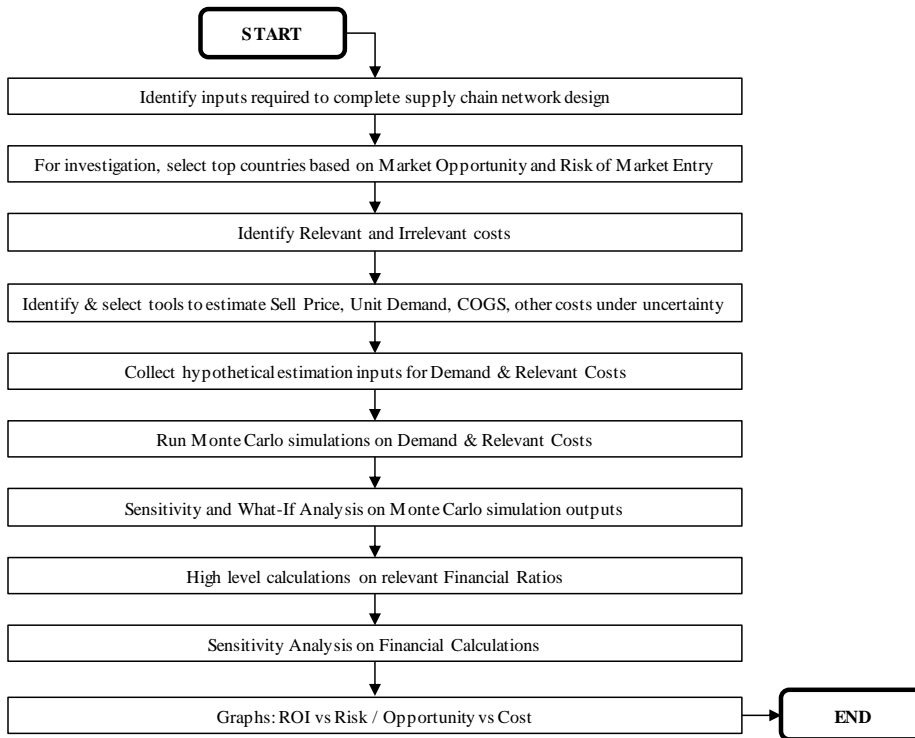 START
Identify inputs required to complete supply chain network design
For investigation, select top countries based on Market Opportunity and Risk of Market Entry
Identify Relevant and Irrelevant costs
Identify & select tools to estimate Sell Price, Unit Demand, COGS, other costs under uncertainty
Collect hypothetical estimation inputs for Demand & Relevant Costs
Run Monte Carlo simulations on Demand & Relevant Costs
Sensitivity and What-If Analysis on Monte Carlo simulation outputs
High level calculations on relevant Financial Ratios
Sensitivity Analysis on Financial Calculations
Graphs: ROI vs Risk / Opportunity vs Cost
END